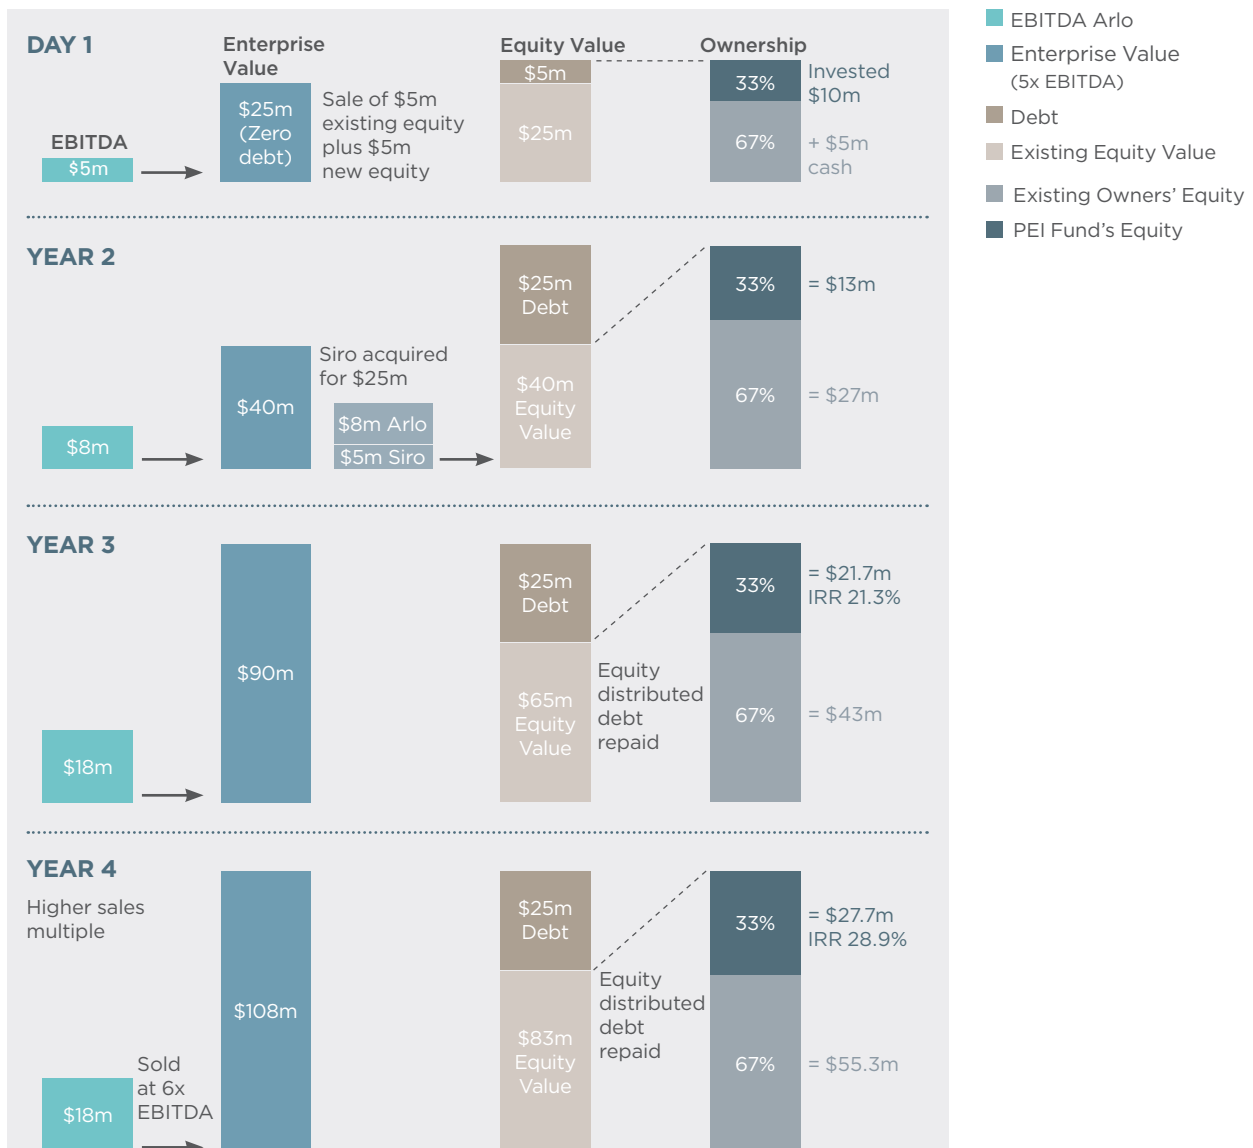 DAY 1
EBITDA
$5m
Enterprise
Value
$25m
(Zero
debt)
Sale of $5m
existing equity
plus $5m
new equity
Equity Value
$5m
$25m
Ownership
33%
67%
Invested
$10m
+ $5m
cash
EBITDA Arlo
Enterprise Value
(5x EBITDA)
Debt
Existing Equity Value
Existing Owners’ Equity
PEI Fund’s Equity
YEAR 2
$8m
$40m
Siro acquired
for $25m
$8m Arlo
$5m Siro
$25m
Debt
$40m
Equity
Value
33%
67%
= $13m
= $27m
YEAR 3
$18m
$90m
$25m
Debt
$65m
Equity
Value
Equity
distributed
debt
repaid
33%
67%
= $21.7m
IRR 21.3%
= $43m
YEAR 4
Higher sales
multiple
$18m
Sold
at 6x
EBITDA
$108m
$25m
Debt
$83m
Equity
Value
Equity
distributed
debt
repaid
33%
67%
= $27.7m
IRR 28.9%
= $55.3m